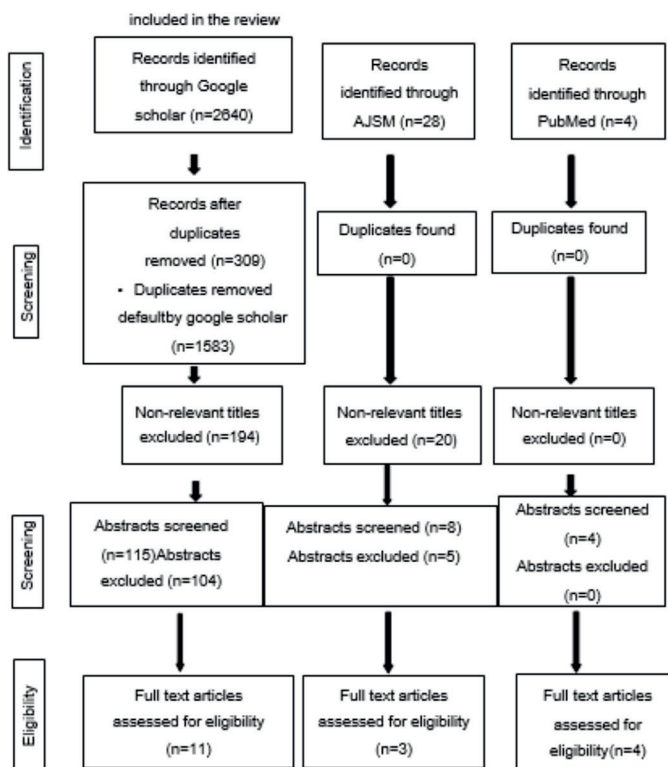 included in the review
Identification
Records identified
through Google
scholar (n=2640)
Records
identified through
AJSM (n=28)
Records
identified through
PubMed (n=4)
Screening
Records after
duplicates
removed (n=309)
• Duplicates removed
defaultby google scholar
(n=1583)
Duplicates found
(n=0)
Duplicates found
(n=0)
Non-relevant titles
excluded (n=194)
Non-relevant titles
excluded (n=20)
Non-relevant titles
excluded (n=0)
Screening
Abstracts screened
(n=115)Abstracts
excluded (n=104)
Abstracts screened (n=8)
Abstracts excluded (n=5)
Abstracts screened
(n=4)
Abstracts excluded
(n=0)
Eligibility
Full text articles
assessed for eligibility
(n=11)
Full text articles
assessed for eligibility
(n=3)
Full text articles
assessed for
eligibility(n=4)